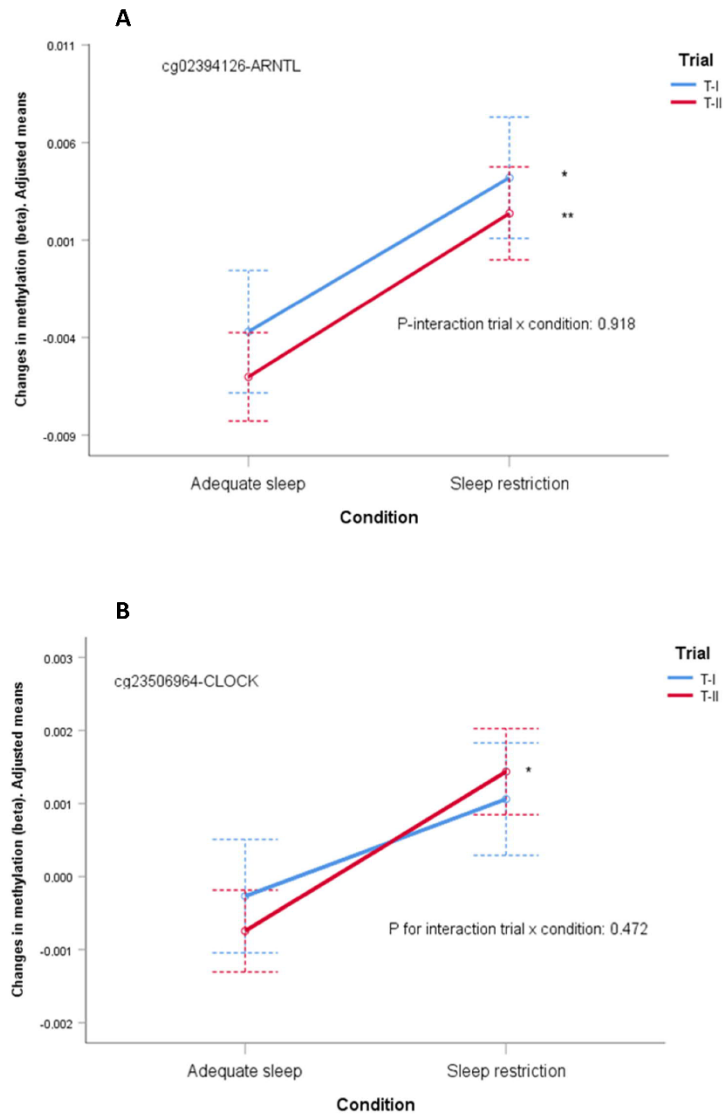 A
cg02394126-ARNTL
Trial
T-I
T-II
Changes in methylation (beta). Adjusted means
0.011
0.006
0.001
-0.004
-0.009
*
**
P-interaction trial x condition: 0.918
Adequate sleep
Sleep restriction
Condition
B
cg23506964-CLOCK
Trial
T-I
T-II
Changes in methylation (beta). Adjusted means
0.003
0.002
0.001
0.000
-0.001
-0.002
*
P for interaction trial x condition: 0.472
Adequate sleep
Sleep restriction
Condition